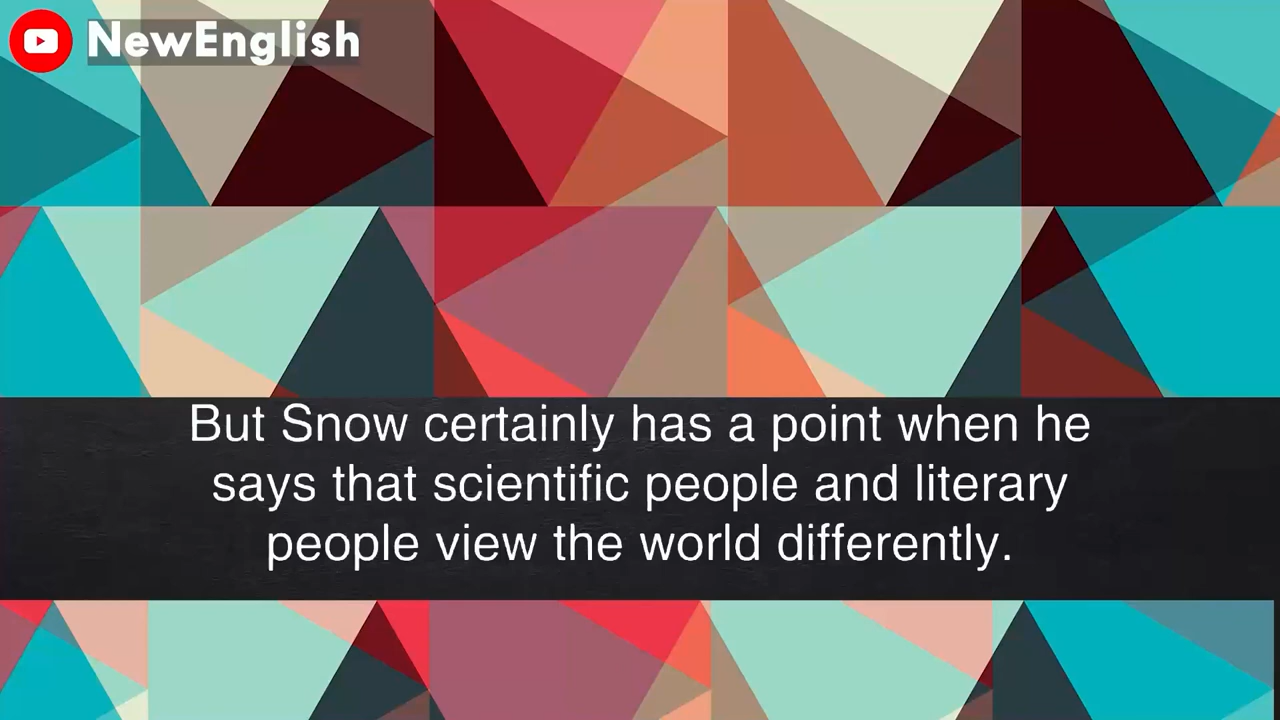 NewEnglish
But Snow certainly has a point when he
says that scientific people and literary
people view the world differently.